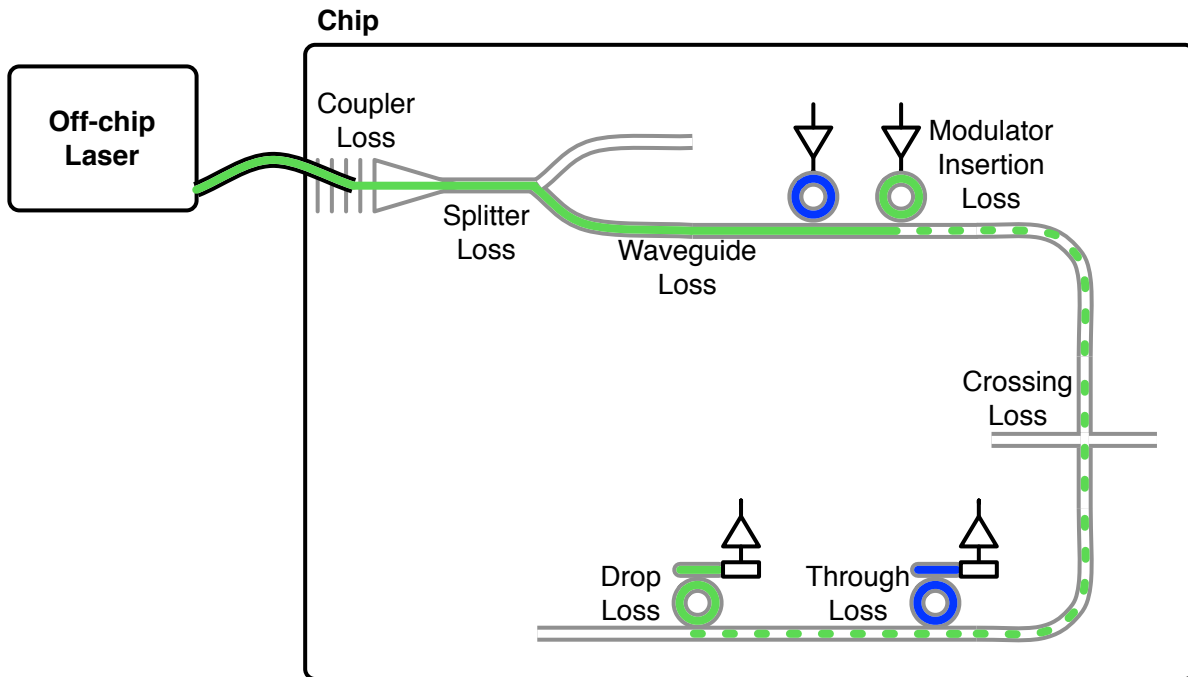 Chip
Off-chip
Laser
Coupler
Loss
Splitter
Loss
Waveguide
Loss
Modulator
Insertion
Loss
Crossing
Loss
Drop
Loss
Through
Loss